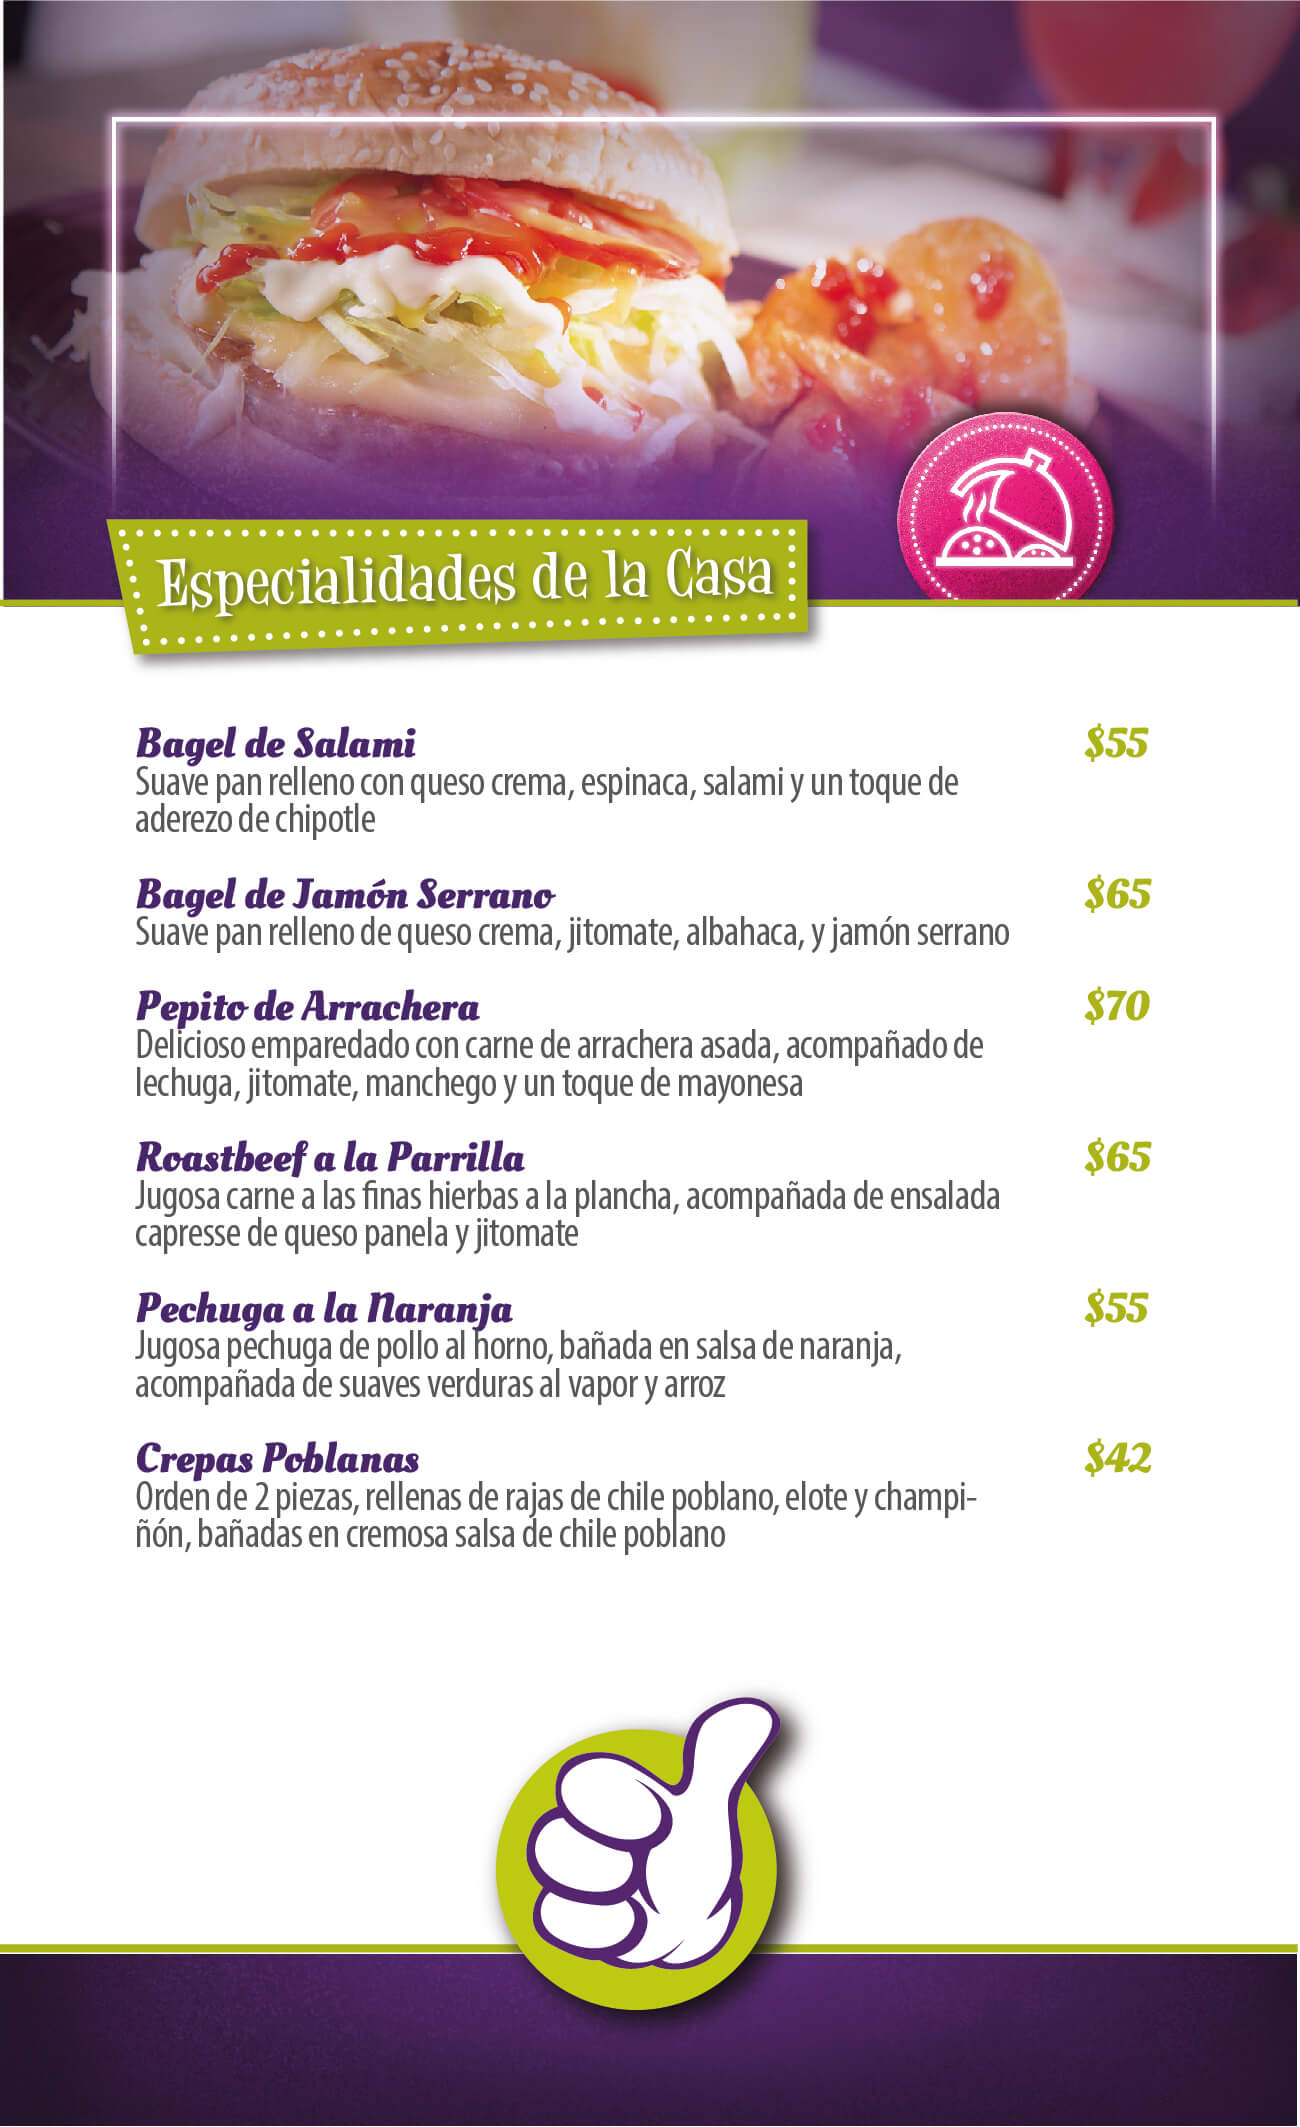 Especialidades de la Casa
Bagel de Salami $55
Suave pan relleno con queso crema, espinaca, salami y un toque de
aderezo de chipotle
Bagel de Jamón Serrano $65
Suave pan relleno de queso crema, jitomate, albahaca, y jamón serrano
Pepito de Arrachera $70
Delicioso emparedado con carne de arrachera asada, acompañado de
lechuga, jitomate, manchego y un toque de mayonesa
Roastbeef a la Parrilla $65
Jugosa carne a las finas hierbas a la plancha, acompañada de ensalada
capresse de queso panela y jitomate
Pechuga a la Naranja $55
Jugosa pechuga de pollo al horno, bañada en salsa de naranja,
acompañada de suaves verduras al vapor y arroz
Crepas Poblanas $42
Orden de 2 piezas, rellenas de rajas de chile poblano, elote y champi-
ñón, bañadas en cremosa salsa de chile poblano